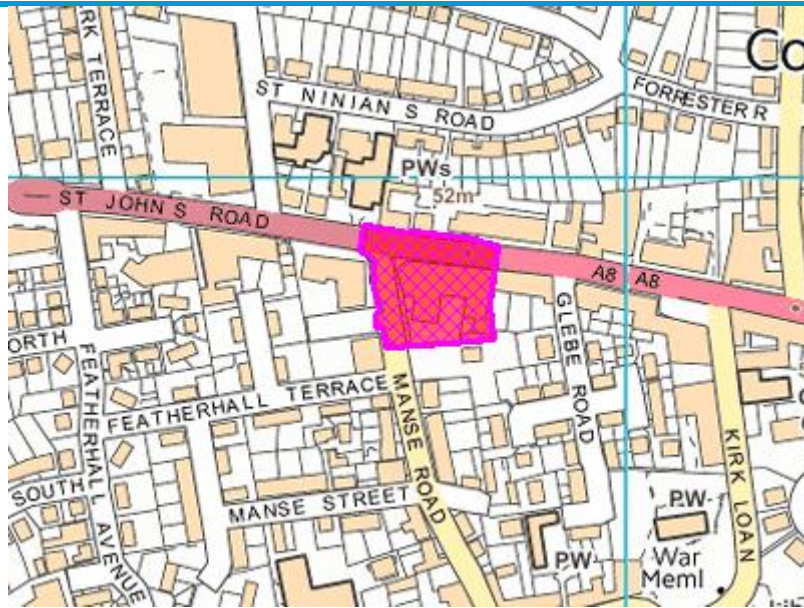 RK TERRACE
Co
ST NINIAN S ROAD
FORRESTER R
PWs
52m
ST JOHN S ROAD
A8 A8
ORTH
FEATHERHALL AVENUE
FEATHERHALL TERRACE
MANSE ROAD
GLEBE ROAD
SOUTH
MANSE STREET
KIRK LOAN
PW
PW
War
Meml